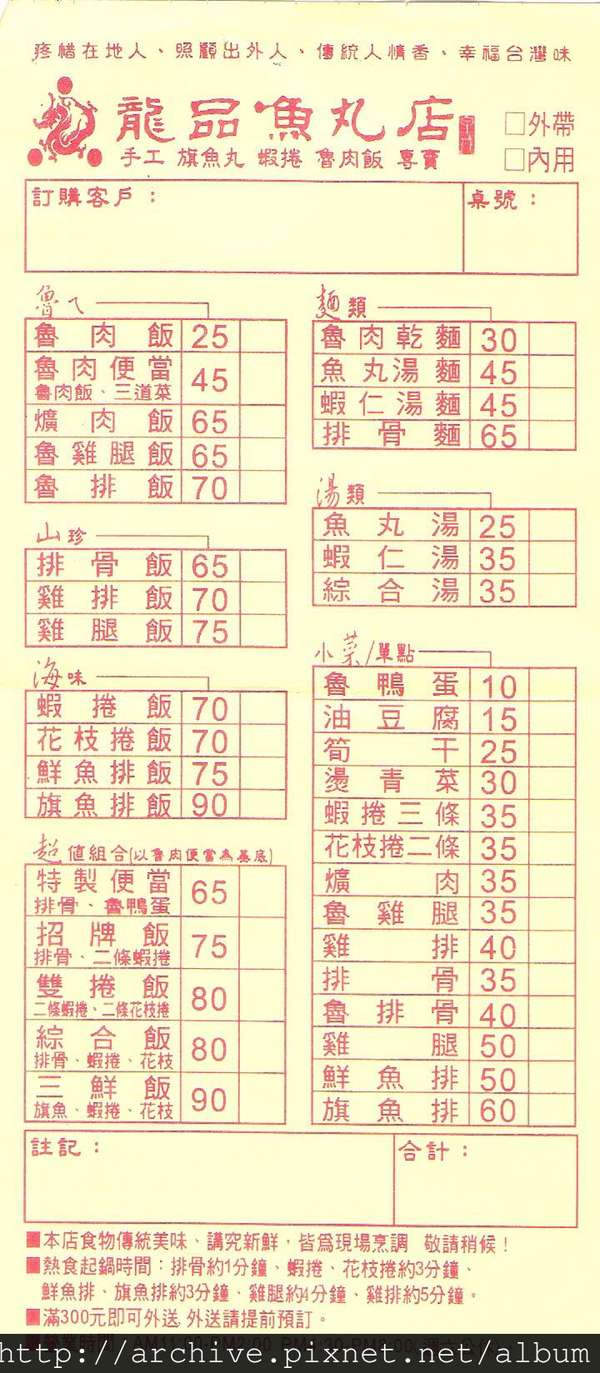 疼惜在地人、照顧出外人、傳統人情香、幸福台灣味
龍品魚丸店
□外帶
手工 旗魚丸 蝦捲 魯肉飯 專賣
□內用
訂購客戶：
桌號：
魯ㄟ
魯肉飯 25
魯肉便當 45
魯肉飯、三道菜
爌肉飯 65
魯雞腿飯 65
魯排飯 70
山珍
排骨飯 65
雞排飯 70
雞腿飯 75
海味
蝦捲飯 70
花枝捲飯 70
鮮魚排飯 75
旗魚排飯 90
超值組合(以魯肉便當為基底)
特製便當 65
排骨、魯鴨蛋
招牌飯 75
排骨、二條蝦捲
雙捲飯 80
二條蝦捲、二條花枝捲
綜合飯 80
排骨、蝦捲、花枝
三鮮飯 90
旗魚、蝦捲、花枝
麵類
魯肉乾麵 30
魚丸湯麵 45
蝦仁湯麵 45
排骨麵 65
湯類
魚丸湯 25
蝦仁湯 35
綜合湯 35
小菜/單點
魯鴨蛋 10
油豆腐 15
筍干 25
燙青菜 30
蝦捲三條 35
花枝捲二條 35
爌肉 35
魯雞腿 35
雞排 40
排骨 35
魯排骨 40
雞腿 50
鮮魚排 50
旗魚排 60
註記：
合計：
■本店食物傳統美味、講究新鮮，皆為現場烹調 敬請稍候！
■熱食起鍋時間：排骨約1分鐘、蝦捲、花枝捲約3分鐘、
鮮魚排、旗魚排約3分鐘、雞腿約4分鐘、雞排約5分鐘。
■滿300元即可外送,外送請提前預訂。
http://archive.pixnet.net/album